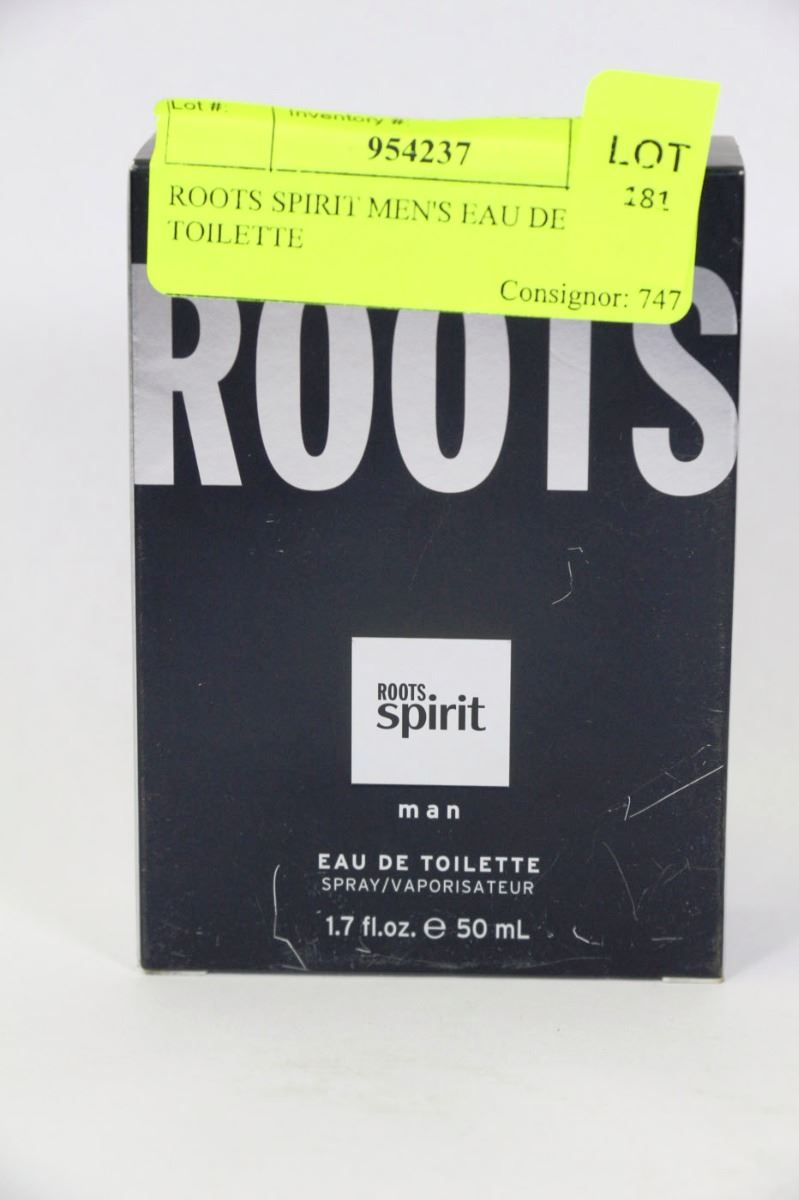 Lot #:
Inventory #:
954237
LOT
181
ROOTS SPIRIT MEN'S EAU DE
TOILETTE
Consignor: 747
ROOTS
ROOTS
spirit
man
EAU DE TOILETTE
SPRAY/VAPORISATEUR
1.7 fl.oz. ℮ 50 mL